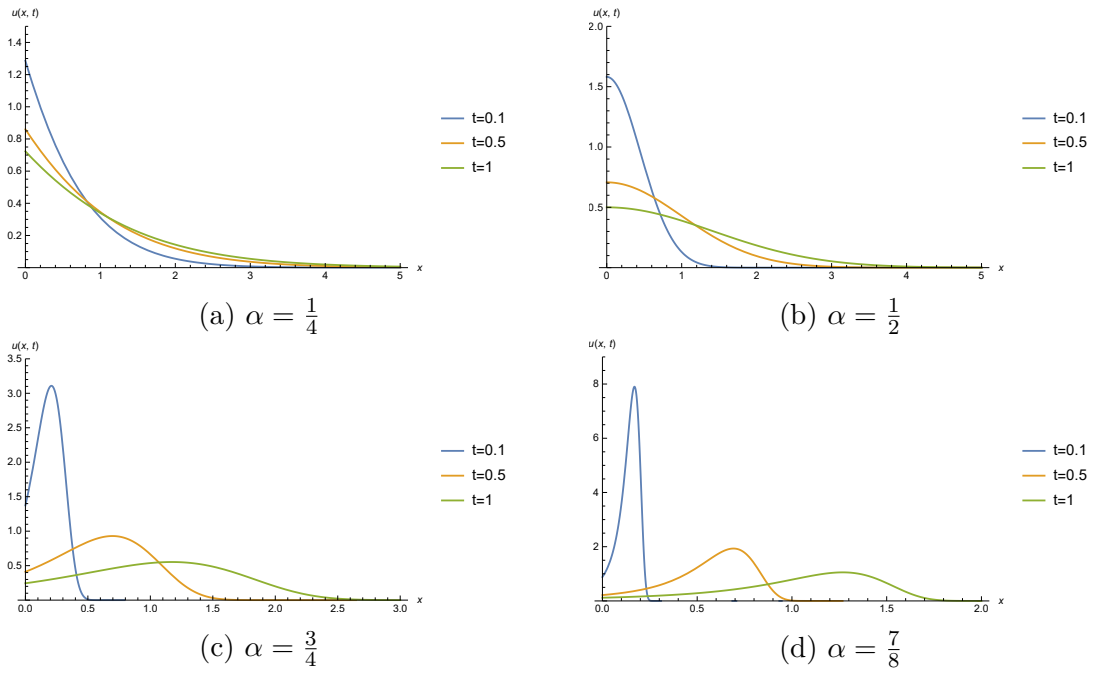 u(x, t)
1.4
1.2
1.0
0.8
0.6
0.4
0.2
0 1 2 3 4 5 x
t=0.1
t=0.5
t=1
(a) α = 1/4
u(x, t)
2.0
1.5
1.0
0.5
0 1 2 3 4 5 x
t=0.1
t=0.5
t=1
(b) α = 1/2
u(x, t)
3.5
3.0
2.5
2.0
1.5
1.0
0.5
0.0 0.5 1.0 1.5 2.0 2.5 3.0 x
t=0.1
t=0.5
t=1
(c) α = 3/4
u(x, t)
8
6
4
2
0.0 0.5 1.0 1.5 2.0 x
t=0.1
t=0.5
t=1
(d) α = 7/8